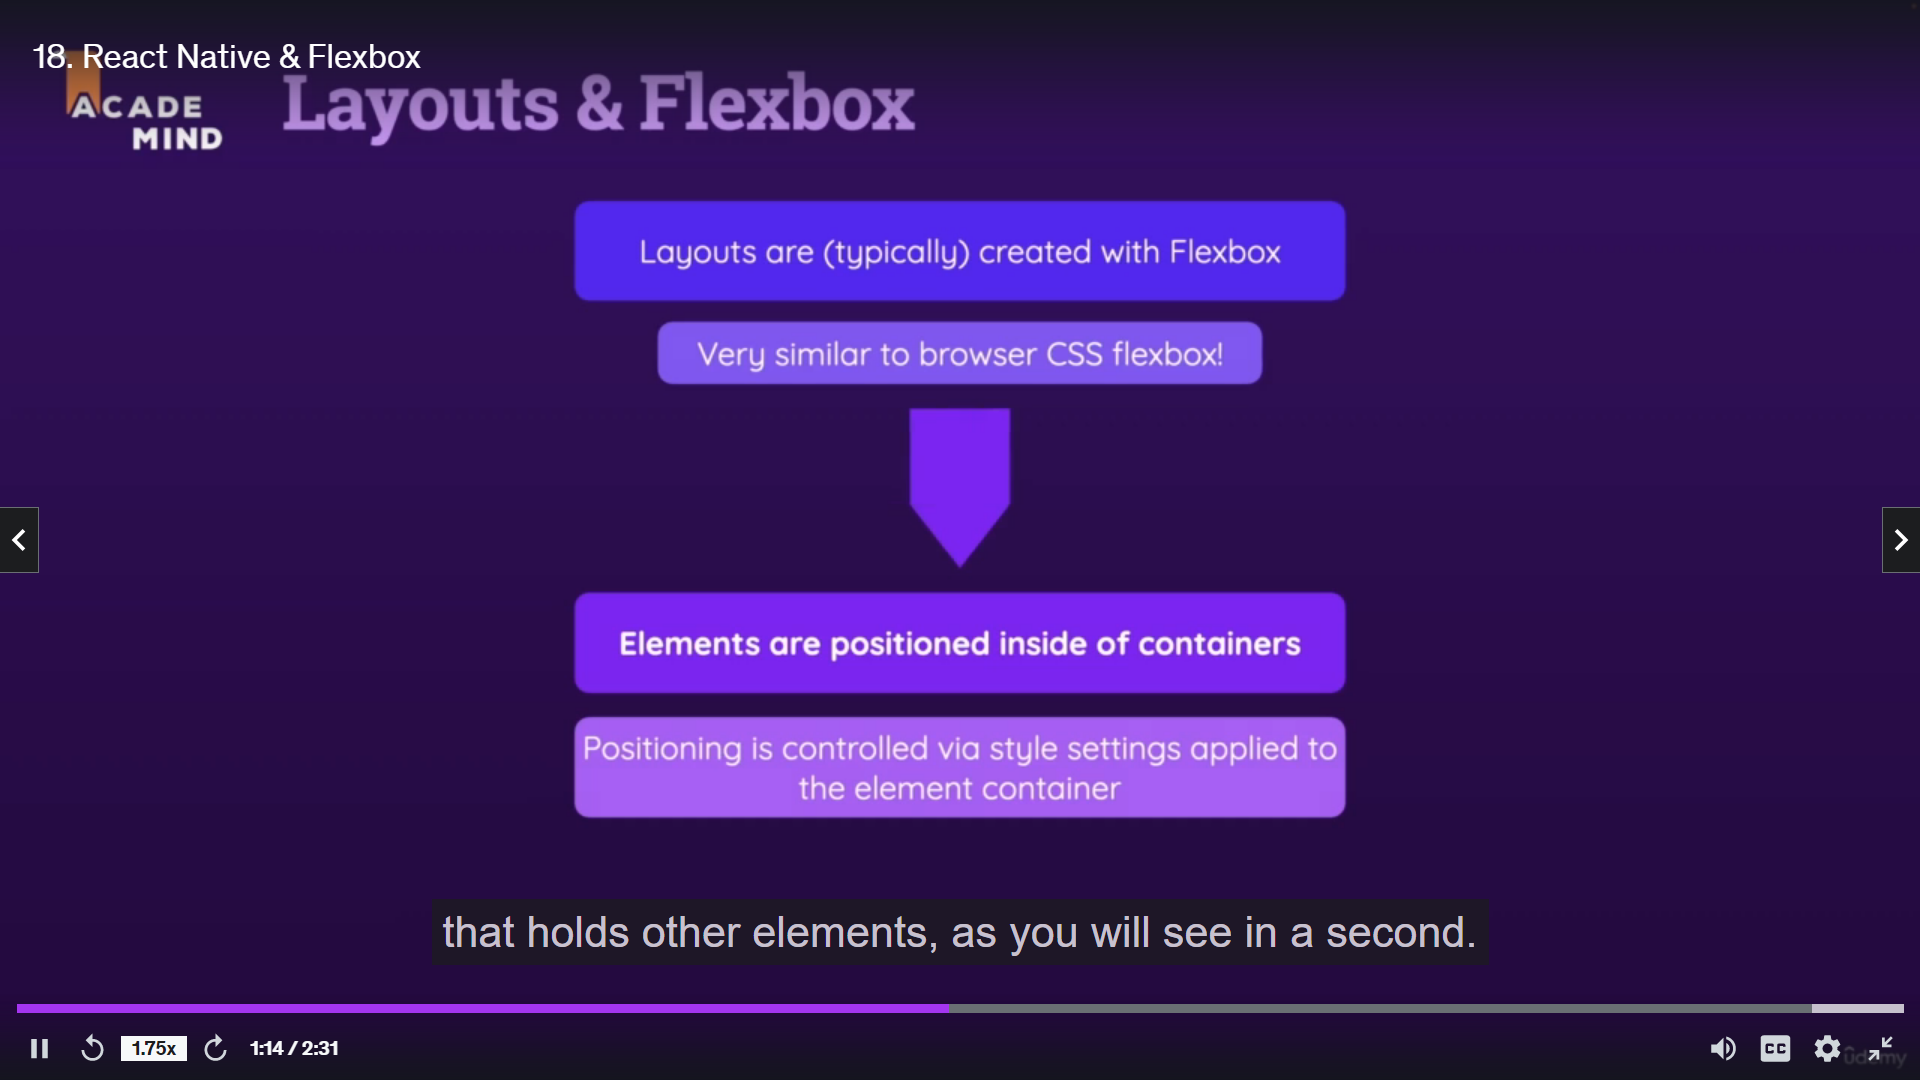 18. React Native & Flexbox
ACADE
MIND
Layouts & Flexbox
Layouts are (typically) created with Flexbox
Very similar to browser CSS flexbox!
Elements are positioned inside of containers
Positioning is controlled via style settings applied to
the element container
that holds other elements, as you will see in a second.
1.75x
1:14 / 2:31
CC
udemy